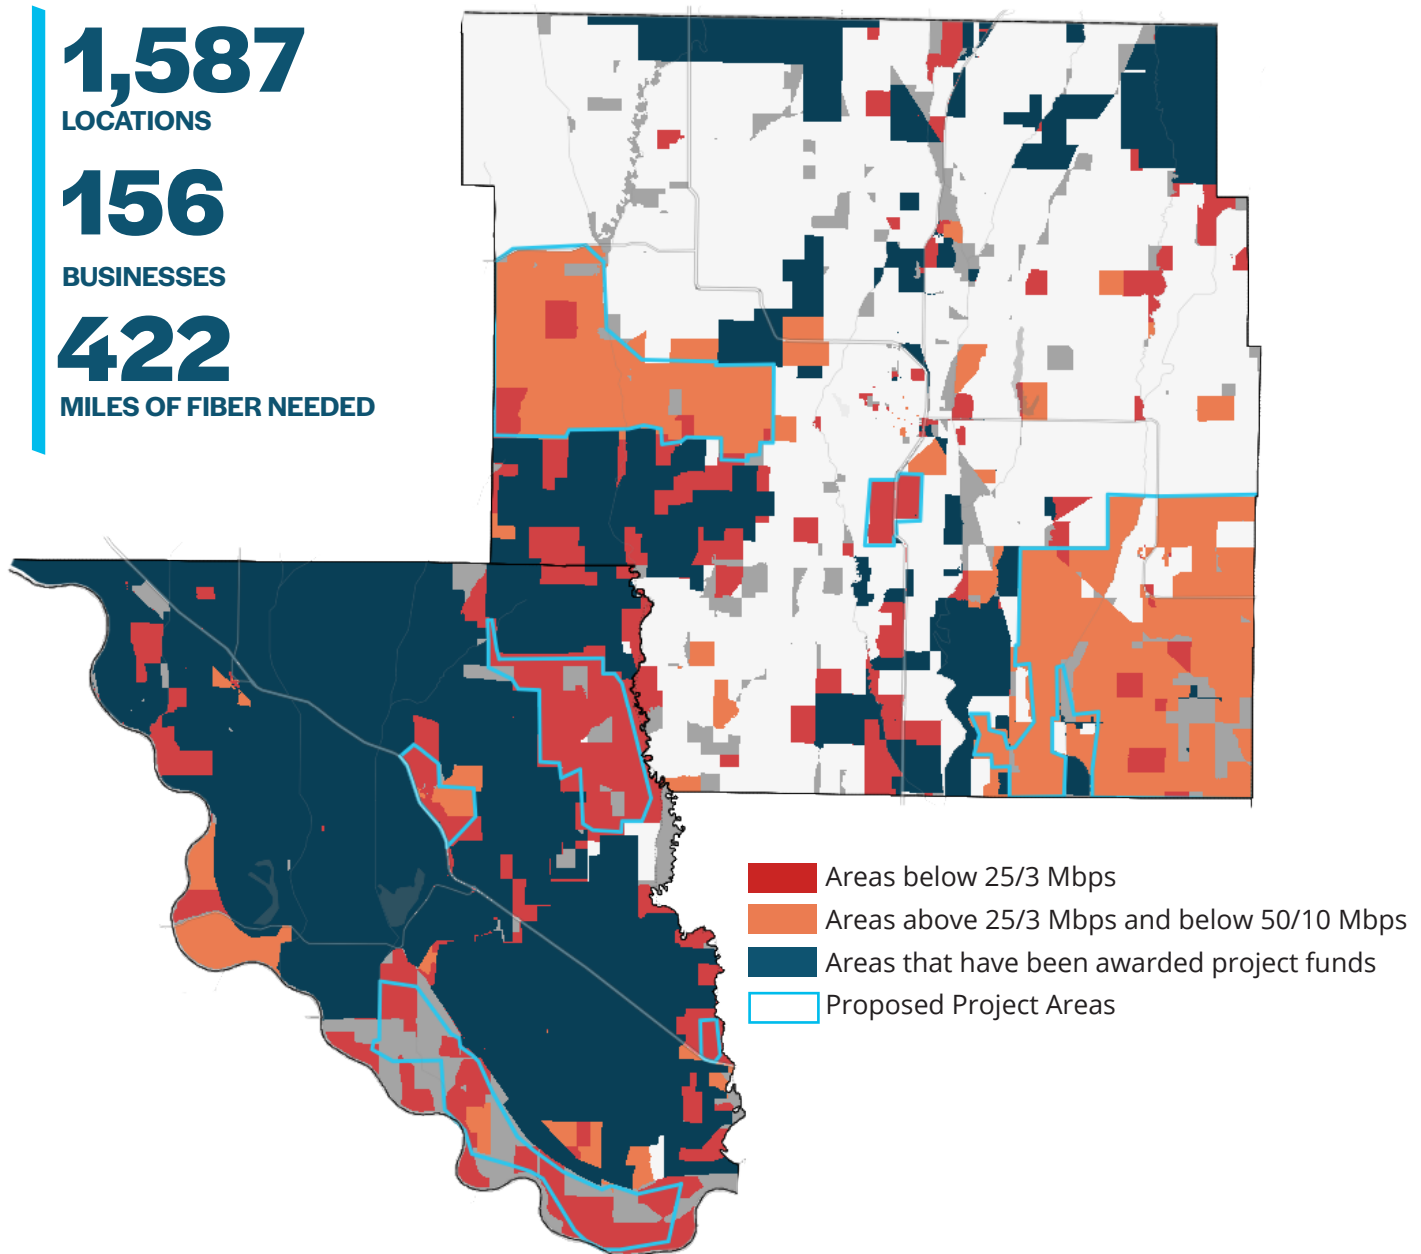 1,587
LOCATIONS
156
BUSINESSES
422
MILES OF FIBER NEEDED
Areas below 25/3 Mbps
Areas above 25/3 Mbps and below 50/10 Mbps
Areas that have been awarded project funds
Proposed Project Areas